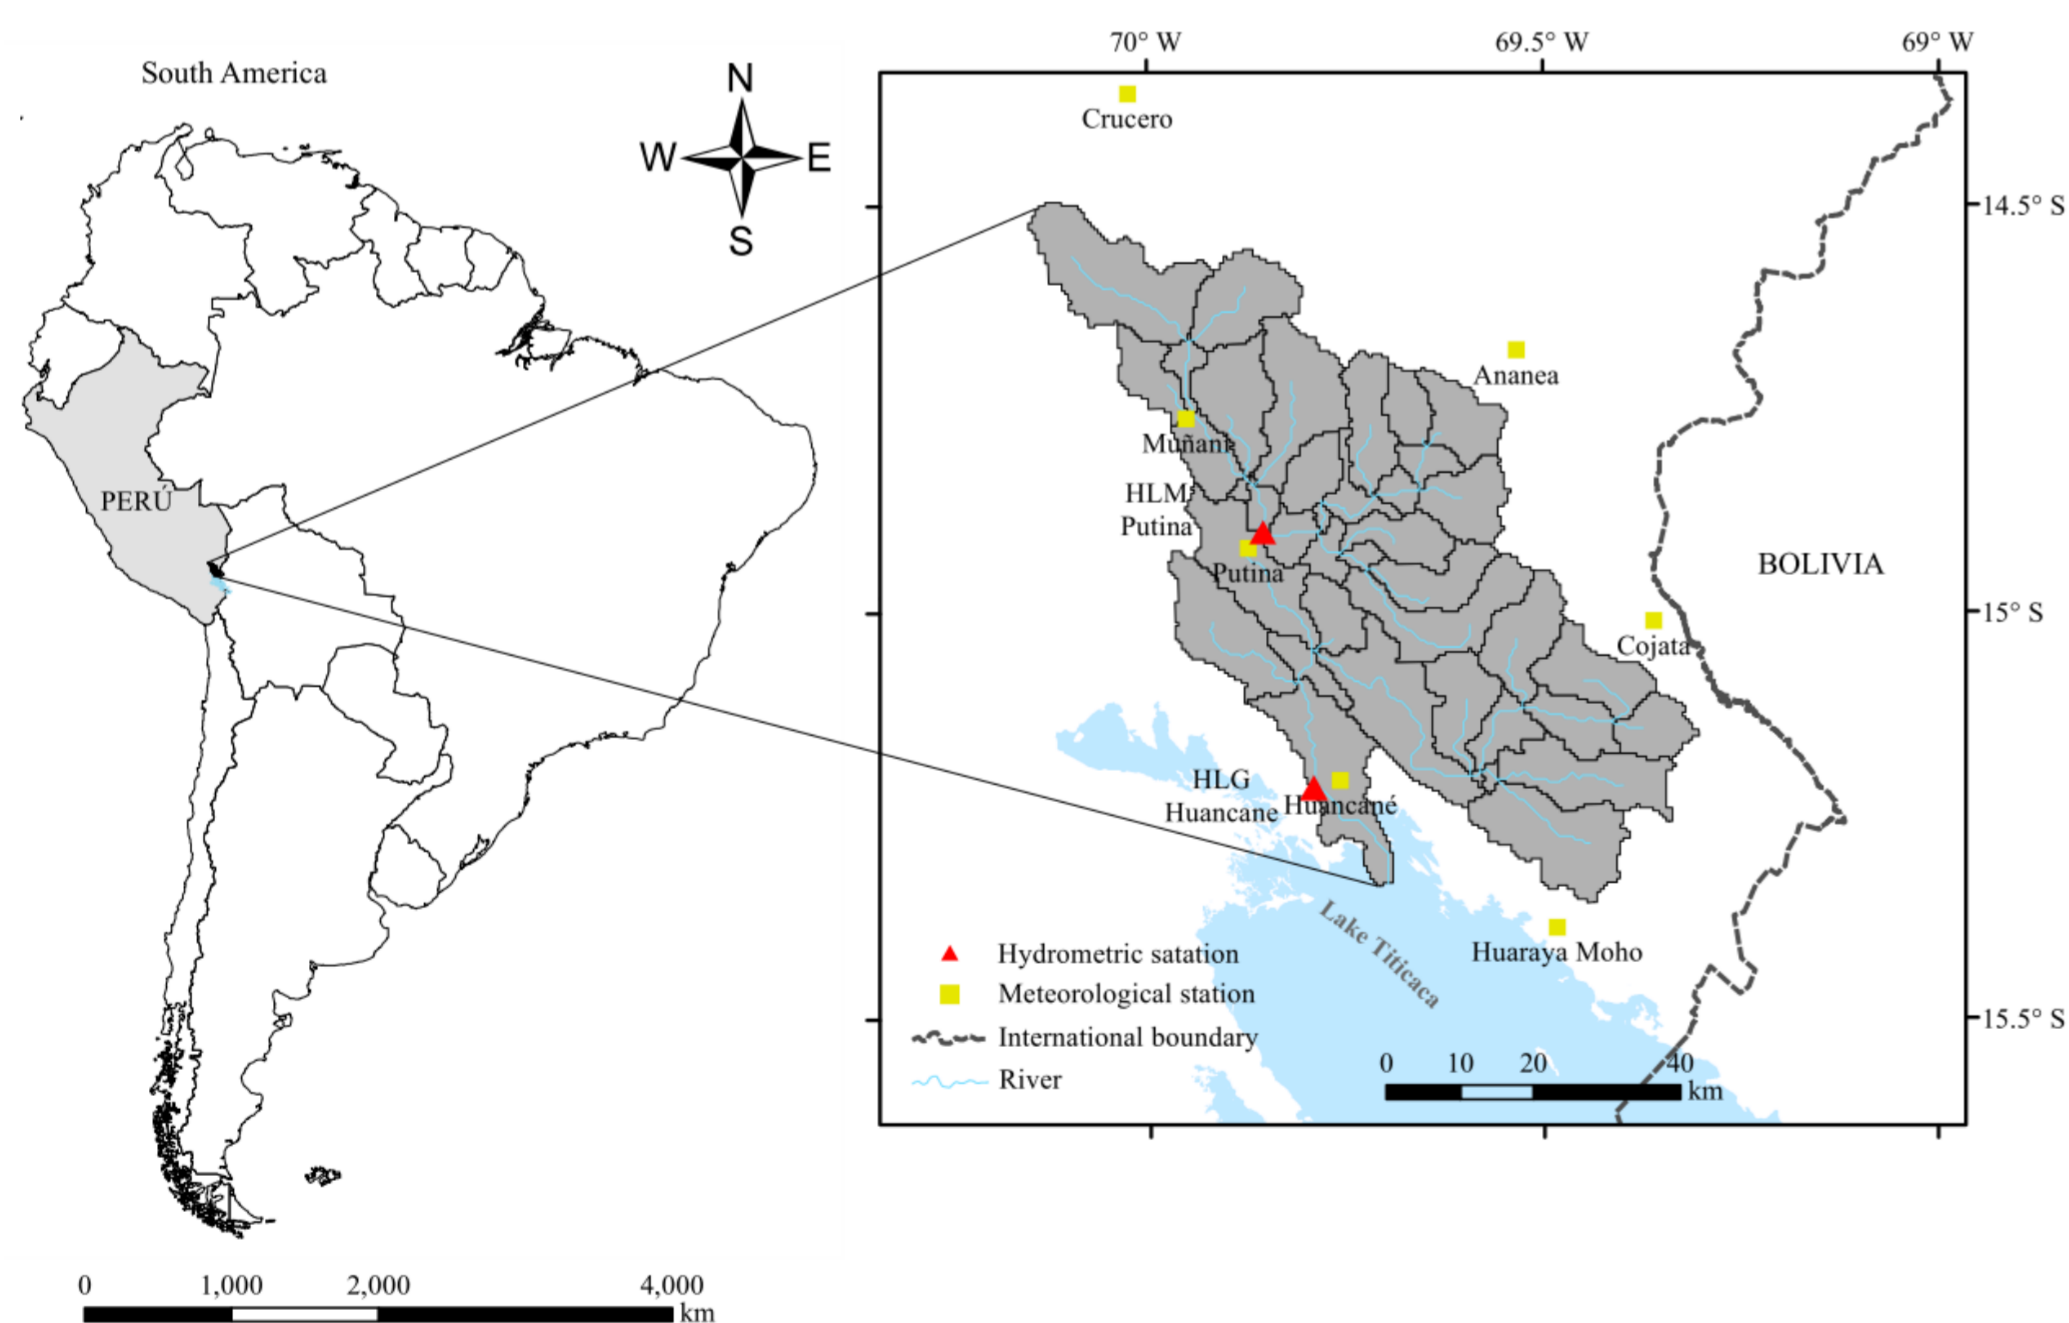 South America
N
W
E
S
PERÚ
0
1,000
2,000
4,000
km
70° W
69.5° W
69° W
14.5° S
15° S
15.5° S
Crucero
Ananea
Muñani
HLM
Putina
Putina
BOLIVIA
Cojata
HLG
Huancane
Huancané
Lake Titicaca
Huaraya Moho
Hydrometric satation
Meteorological station
International boundary
River
0
10
20
40
km